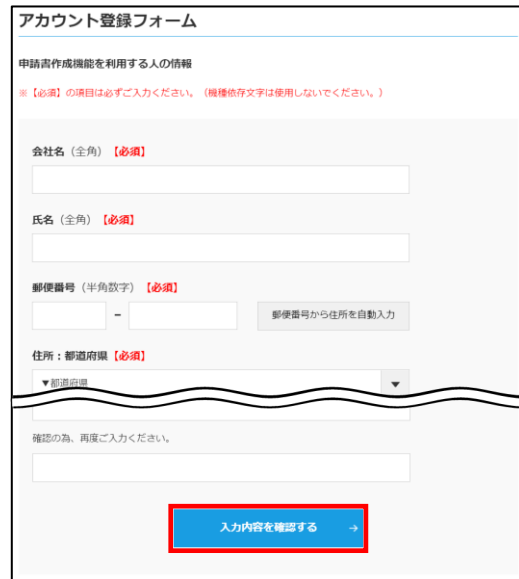 アカウント登録フォーム
申請書作成機能を利用する人の情報
※【必須】の項目は必ずご入力ください。（機種依存文字は使用しないでください。）
会社名（全角）【必須】
氏名（全角）【必須】
郵便番号（半角数字）【必須】
－ 郵便番号から住所を自動入力
住所：都道府県【必須】
▼都道府県 ▼
確認の為、再度ご入力ください。
入力内容を確認する →